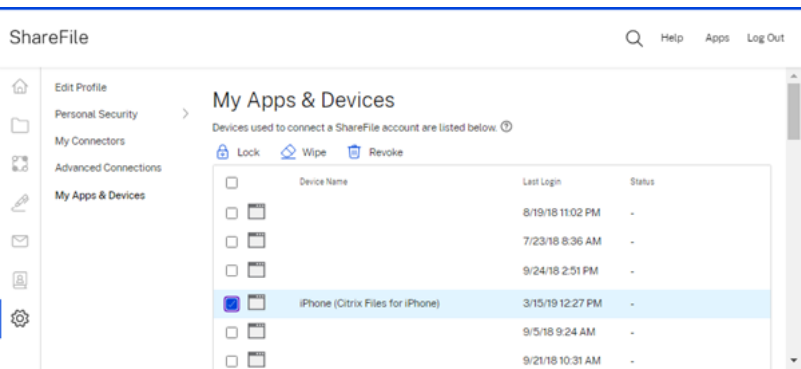 ShareFile
Help Apps Log Out
Edit Profile
Personal Security
My Connectors
Advanced Connections
My Apps & Devices
My Apps & Devices
Devices used to connect a ShareFile account are listed below. ?
Lock Wipe Revoke
Device Name Last Login Status
8/19/18 11:02 PM -
7/23/18 8:36 AM -
9/24/18 2:51 PM -
iPhone (Citrix Files for iPhone) 3/15/19 12:27 PM -
9/5/18 9:24 AM -
9/21/18 10:31 AM -